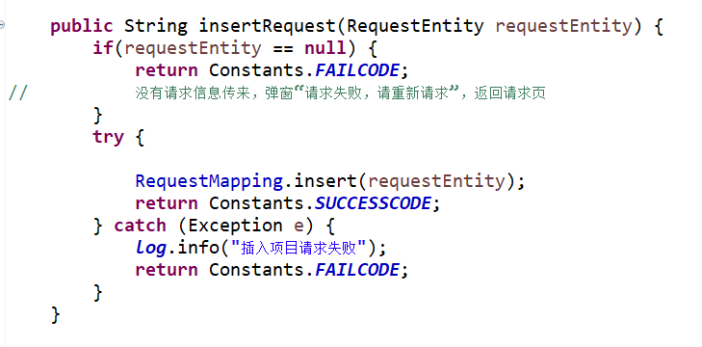 public String insertRequest(RequestEntity requestEntity) {
if(requestEntity == null) {
return Constants.FAILCODE;
// 没有请求信息传来，弹窗“请求失败，请重新请求”，返回请求页
}
try {
RequestMapping.insert(requestEntity);
return Constants.SUCCESSCODE;
} catch (Exception e) {
log.info("插入项目请求失败");
return Constants.FAILCODE;
}
}